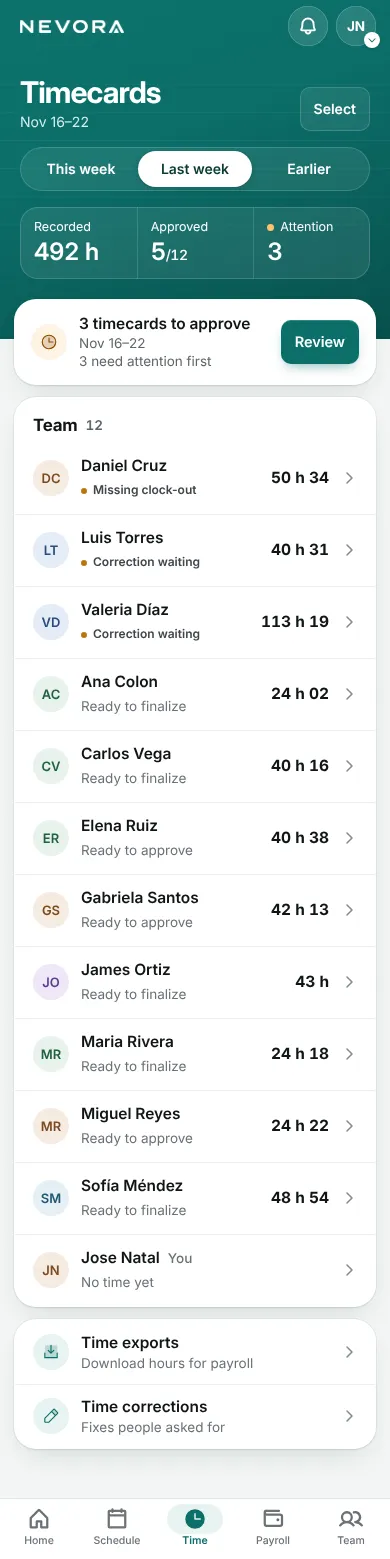 NEVORA
JN
Timecards
Nov 16–22
Select
This week
Last week
Earlier
Recorded
492 h
Approved
5/12
Attention
3
3 timecards to approve
Nov 16–22
3 need attention first
Review
Team 12
DC
Daniel Cruz
Missing clock-out
50 h 34
LT
Luis Torres
Correction waiting
40 h 31
VD
Valeria Díaz
Correction waiting
113 h 19
AC
Ana Colon
Ready to finalize
24 h 02
CV
Carlos Vega
Ready to finalize
40 h 16
ER
Elena Ruiz
Ready to approve
40 h 38
GS
Gabriela Santos
Ready to approve
42 h 13
JO
James Ortiz
Ready to finalize
43 h
MR
Maria Rivera
Ready to finalize
24 h 18
MR
Miguel Reyes
Ready to approve
24 h 22
SM
Sofía Méndez
Ready to finalize
48 h 54
JN
Jose Natal You
No time yet
Time exports
Download hours for payroll
Time corrections
Fixes people asked for
Home
Schedule
Time
Payroll
Team